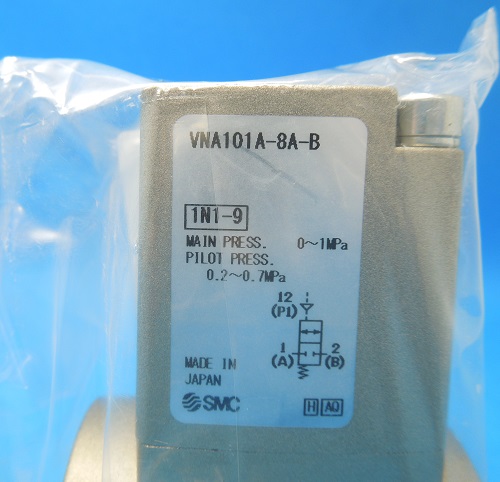 VNA101A-8A-B
1N1-9
MAIN PRESS. 0~1MPa
PILOT PRESS.
0.2~0.7MPa
12
(P1)
1 2
(A) (B)
MADE IN
JAPAN
SMC
H AQ